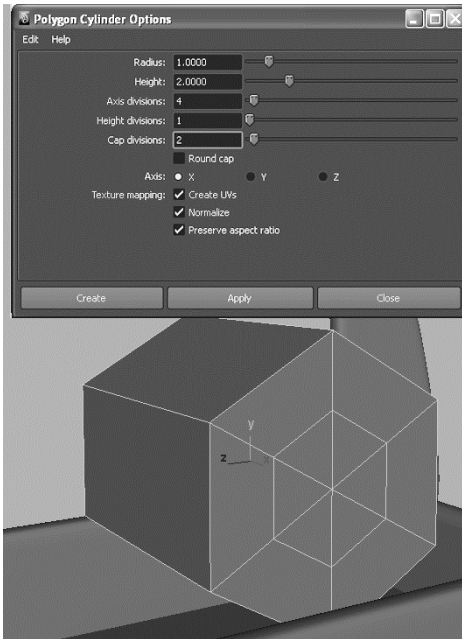 Polygon Cylinder Options
Edit Help
Radius: 1.0000
Height: 2.0000
Axis divisions: 4
Height divisions: 1
Cap divisions: 2
Round cap
Axis: X Y Z
Texture mapping: Create UVs
Normalize
Preserve aspect ratio
Create Apply Close
y
z x